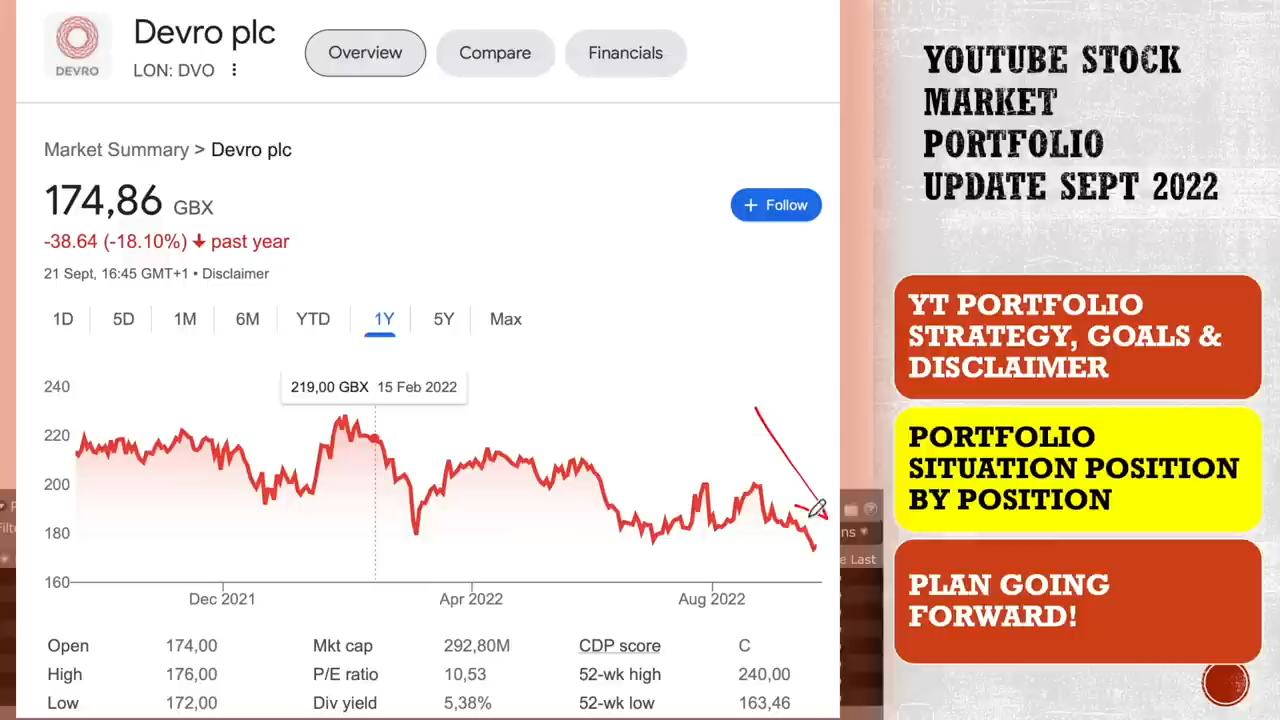 DEVRO
Devro plc
LON: DVO
Overview
Compare
Financials
Market Summary > Devro plc
174,86 GBX
+ Follow
-38.64 (-18.10%) ↓ past year
21 Sept, 16:45 GMT+1 • Disclaimer
1D 5D 1M 6M YTD 1Y 5Y Max
219,00 GBX 15 Feb 2022
240
220
200
180
160
Dec 2021 Apr 2022 Aug 2022
Open 174,00 Mkt cap 292,80M CDP score C
High 176,00 P/E ratio 10,53 52-wk high 240,00
Low 172,00 Div yield 5,38% 52-wk low 163,46
YOUTUBE STOCK
MARKET
PORTFOLIO
UPDATE SEPT 2022
YT PORTFOLIO
STRATEGY, GOALS &
DISCLAIMER
PORTFOLIO
SITUATION POSITION
BY POSITION
PLAN GOING
FORWARD!
Last